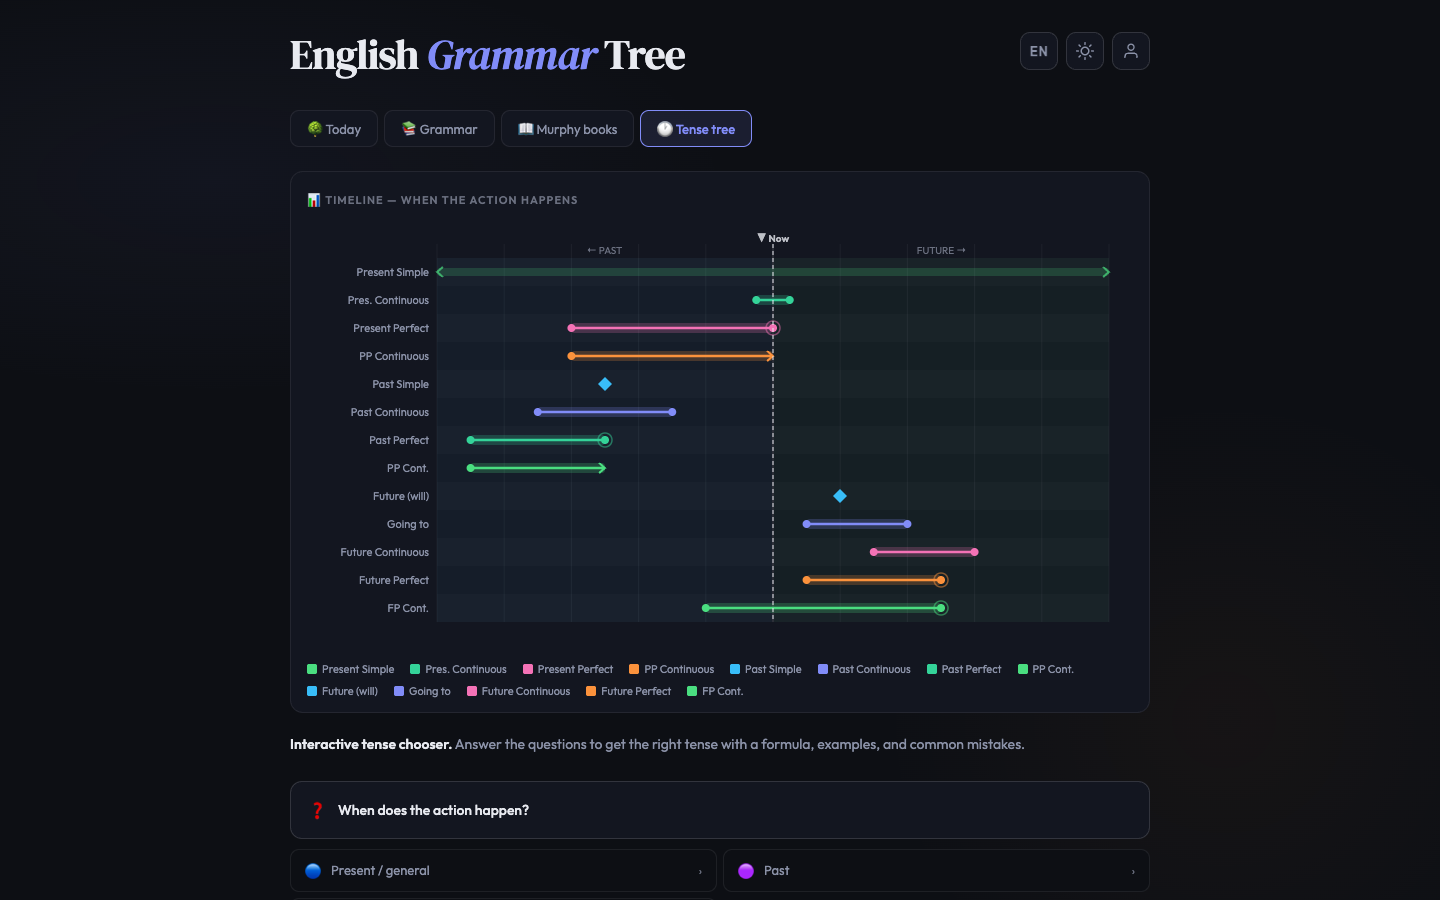 English Grammar Tree
EN
Today
Grammar
Murphy books
Tense tree
TIMELINE — WHEN THE ACTION HAPPENS
▼ Now
← PAST
FUTURE →
Present Simple
Pres. Continuous
Present Perfect
PP Continuous
Past Simple
Past Continuous
Past Perfect
PP Cont.
Future (will)
Going to
Future Continuous
Future Perfect
FP Cont.
Present Simple Pres. Continuous Present Perfect PP Continuous Past Simple Past Continuous Past Perfect PP Cont.
Future (will) Going to Future Continuous Future Perfect FP Cont.
Interactive tense chooser. Answer the questions to get the right tense with a formula, examples, and common mistakes.
❓ When does the action happen?
Present / general ›
Past ›